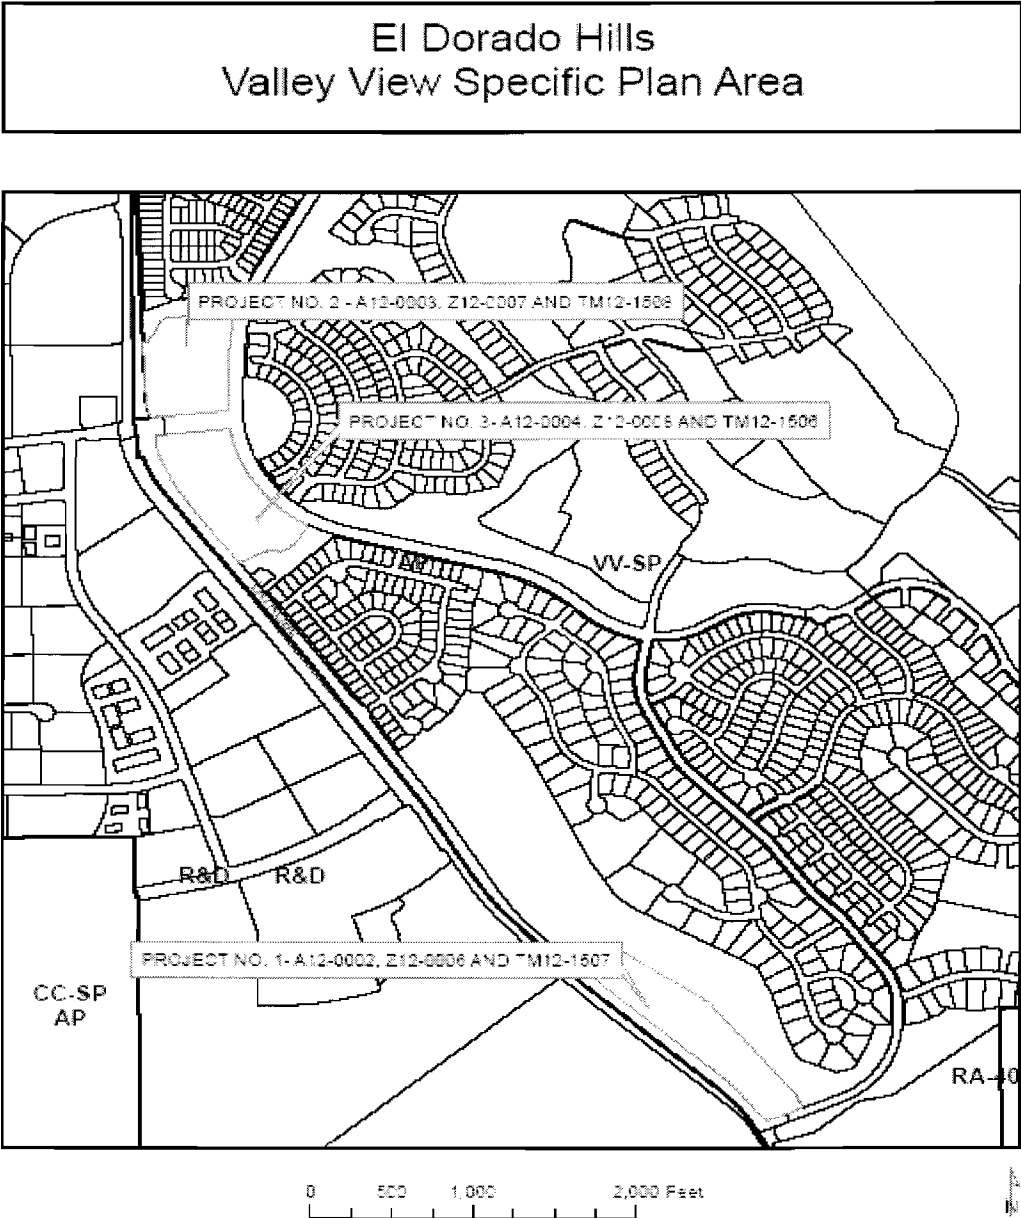 El Dorado Hills
Valley View Specific Plan Area
PROJECT NO. 2 - A12-0003, Z12-0007 AND TM12-1508
PROJECT NO. 3- A12-0004, Z12-0008 AND TM12-1506
VV-SP
R&D
R&D
PROJECT NO. 1- A12-0002, Z12-0006 AND TM12-1507
CC-SP
AP
RA-40
0 500 1,000 2,000 Feet
N